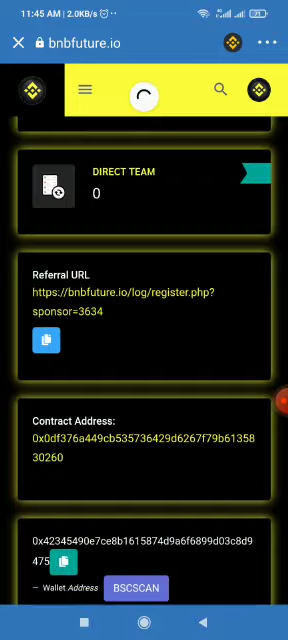 11:45 AM | 2.0KB/s
71
bnbfuture.io
DIRECT TEAM
0
Referral URL
https://bnbfuture.io/log/register.php?
sponsor=3634
Contract Address:
0x0df376a449cb535736429d6267f79b61358
30260
0x42345490e7ce8b1615874d9a6f6899d03c8d9
475
— Wallet Address
BSCSCAN